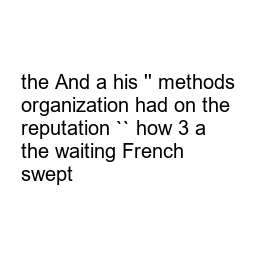 the And a his " methods
organization had on the
reputation `` how 3 a
the waiting French
swept